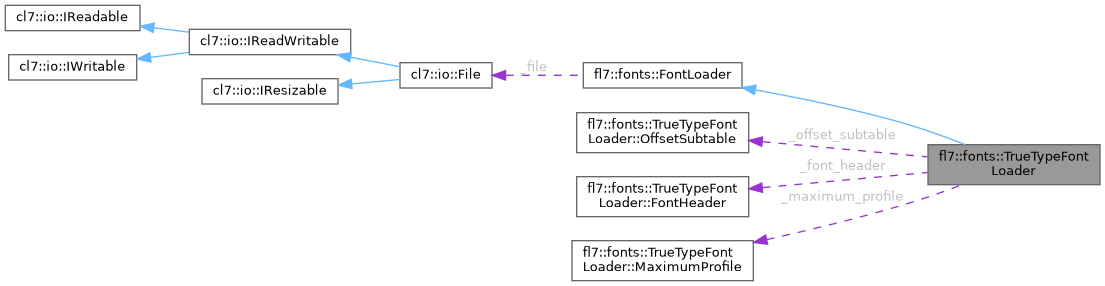 cl7::io::IReadable
cl7::io::IWritable
cl7::io::IReadWritable
cl7::io::IResizable
cl7::io::File
_file
fl7::fonts::FontLoader
fl7::fonts::TrueTypeFont
Loader::OffsetSubtable
fl7::fonts::TrueTypeFont
Loader::FontHeader
fl7::fonts::TrueTypeFont
Loader::MaximumProfile
_offset_subtable
_font_header
_maximum_profile
fl7::fonts::TrueTypeFont
Loader